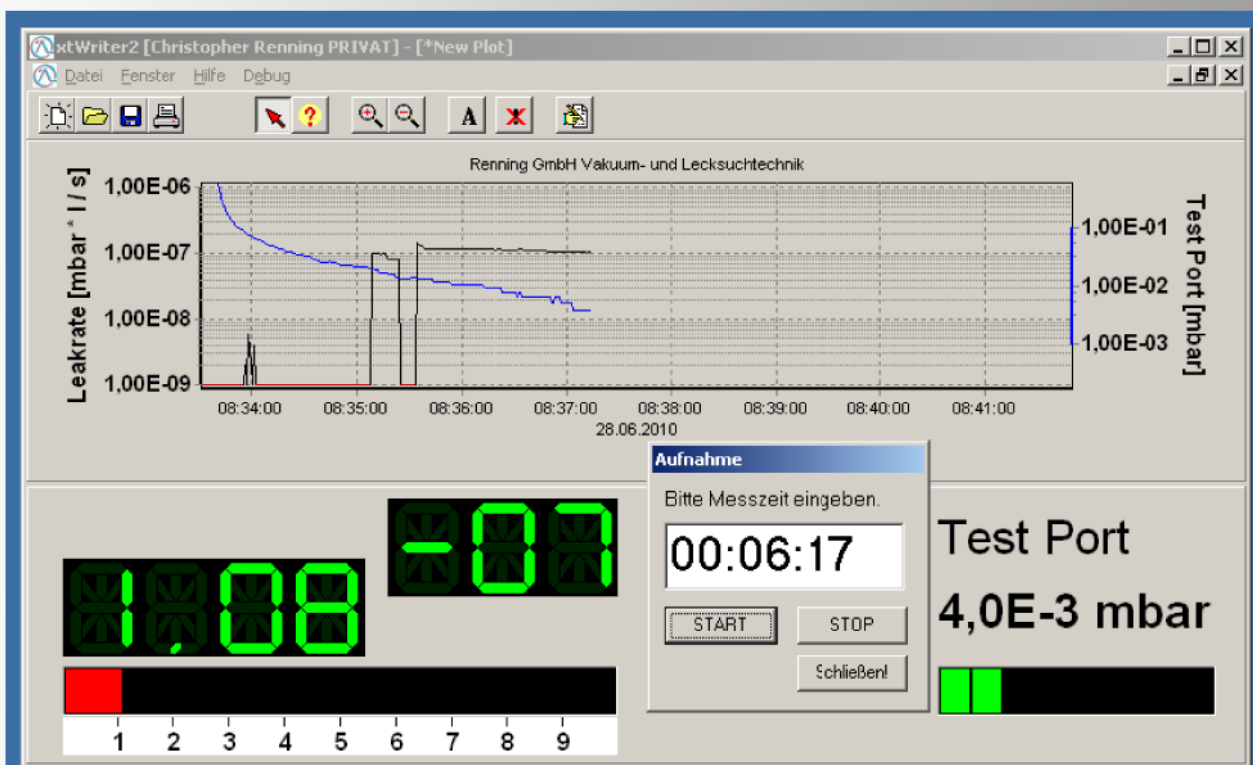 xtWriter2 [Christopher Renning PRIVAT] - [*New Plot]
Datei Fenster Hilfe Debug
A
Renning GmbH Vakuum- und Lecksuchtechnik
Leakrate [mbar * l / s]
1,00E-06
1,00E-07
1,00E-08
1,00E-09
Test Port [mbar]
1,00E-01
1,00E-02
1,00E-03
08:34:00 08:35:00 08:36:00 08:37:00 08:38:00 08:39:00 08:40:00 08:41:00
28.06.2010
1,08 -07
1 2 3 4 5 6 7 8 9
Aufnahme
Bitte Messzeit eingeben.
00:06:17
START STOP
Schließen!
Test Port
4,0E-3 mbar